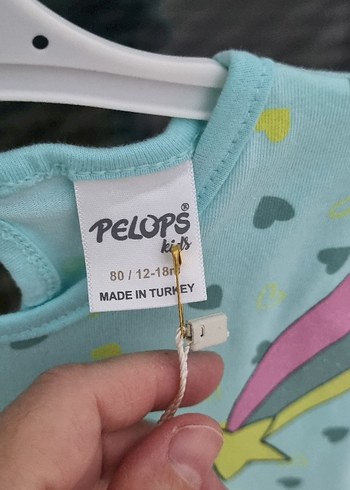 PELOPS®
kids
80 / 12-18m
MADE IN TURKEY